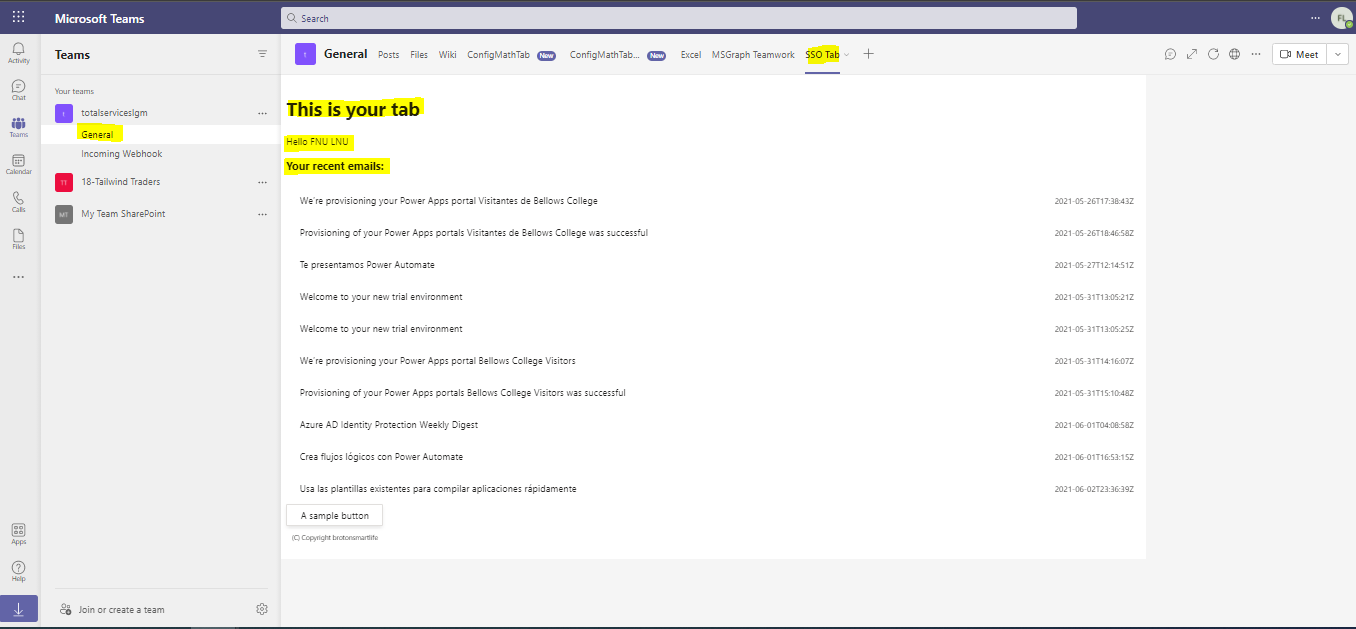 Microsoft Teams
Search
FL
Activity
Chat
Teams
Calendar
Calls
Files
Apps
Help
Teams
Your teams
t totalserviceslgm
General
Incoming Webhook
TT 18-Tailwind Traders
MT My Team SharePoint
Join or create a team
t General Posts Files Wiki ConfigMathTab New ConfigMathTab... New Excel MSGraph Teamwork SSO Tab Meet
This is your tab
Hello FNU LNU
Your recent emails:
We're provisioning your Power Apps portal Visitantes de Bellows College 2021-05-26T17:38:43Z
Provisioning of your Power Apps portals Visitantes de Bellows College was successful 2021-05-26T18:46:58Z
Te presentamos Power Automate 2021-05-27T12:14:51Z
Welcome to your new trial environment 2021-05-31T13:05:21Z
Welcome to your new trial environment 2021-05-31T13:05:25Z
We're provisioning your Power Apps portal Bellows College Visitors 2021-05-31T14:16:07Z
Provisioning of your Power Apps portals Bellows College Visitors was successful 2021-05-31T15:10:48Z
Azure AD Identity Protection Weekly Digest 2021-06-01T04:08:58Z
Crea flujos lógicos con Power Automate 2021-06-01T16:53:15Z
Usa las plantillas existentes para compilar aplicaciones rápidamente 2021-06-02T23:36:39Z
A sample button
(C) Copyright brotonsmartlife